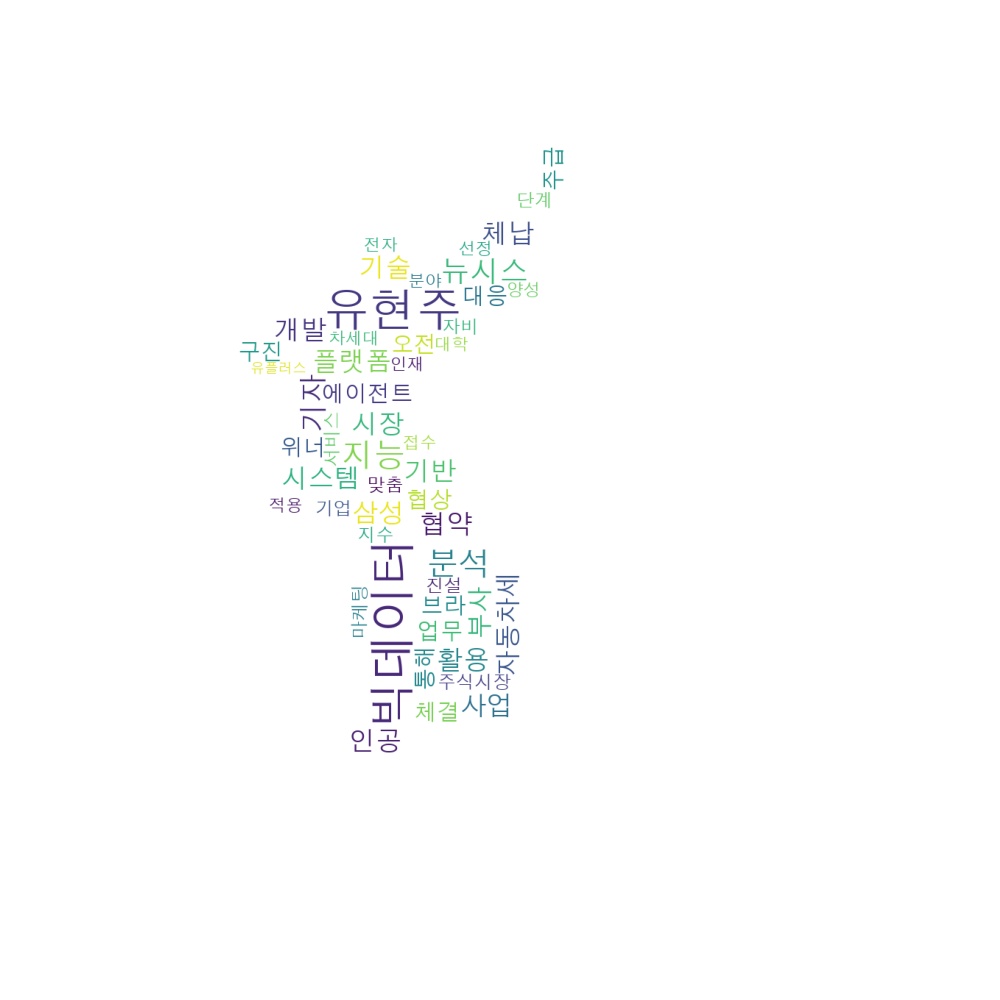 주급
단계
체납
전자
선정
기술
뉴시스
분야
대응
양성
유현주
개발
자비
차세대
오전
대학
구진
플랫폼
인재
유플러스
에이전트
기자
시장
서비스
위너
지능
접수
시스템
기반
맞춤
적용
기업
삼성
협상
협약
지수
빅데이터
분석
진설
마케팅
브라
부사
자동차세
업무
통해
활용
주식시장
체결
사업
인공